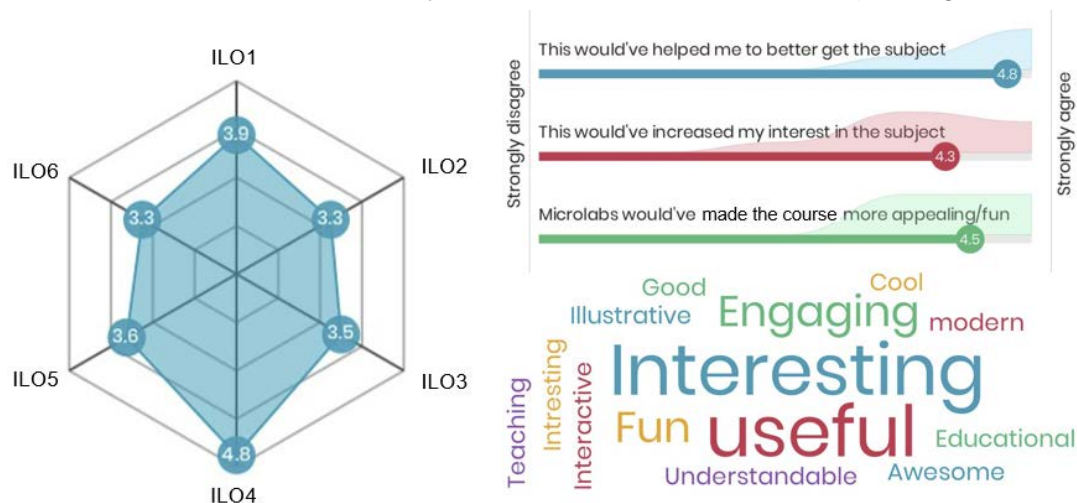 ILO1
3.9
ILO6
ILO2
3.3
3.3
3.6
3.5
ILO5
ILO3
4.8
ILO4
Strongly disagree
This would've helped me to better get the subject
4.8
This would've increased my interest in the subject
4.3
Microlabs would've made the course more appealing/fun
4.5
Strongly agree
Good
Cool
Illustrative
Engaging
modern
Interesting
Teaching
Intresting
Interactive
Fun
useful
Educational
Understandable
Awesome